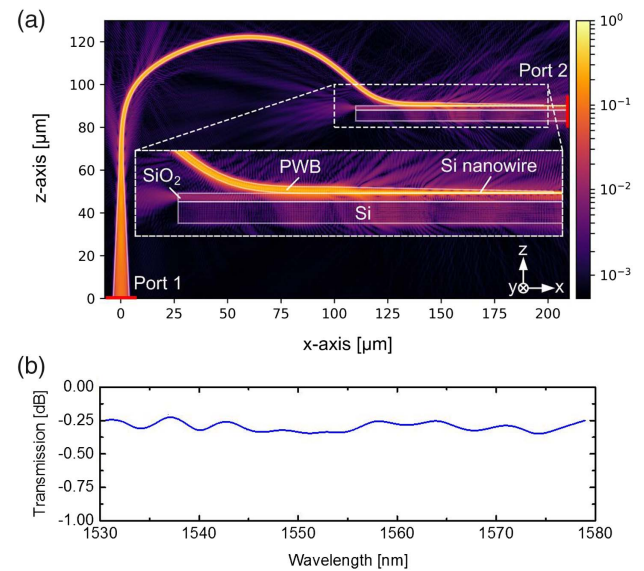 (a)
z-axis [µm]
120
100
80
60
40
20
0
Port 2
PWB
Si nanowire
SiO₂
Si
Port 1
z
y
x
0
25
50
75
100
125
150
175
200
x-axis [µm]
10⁰
10⁻¹
10⁻²
10⁻³
(b)
Transmission [dB]
0.00
-0.25
-0.50
-0.75
-1.00
1530
1540
1550
1560
1570
1580
Wavelength [nm]